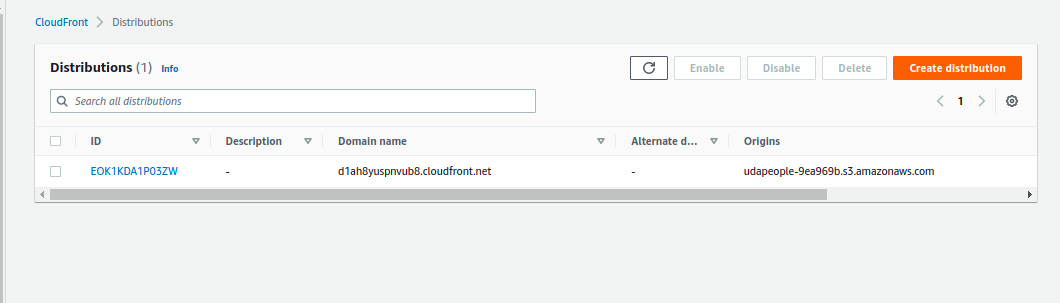 CloudFront > Distributions
Distributions (1) Info
Enable Disable Delete Create distribution
Search all distributions
1
ID Description Domain name Alternate d... Origins
EOK1KDA1P03ZW - d1ah8yuspnvub8.cloudfront.net - udapeople-9ea969b.s3.amazonaws.com